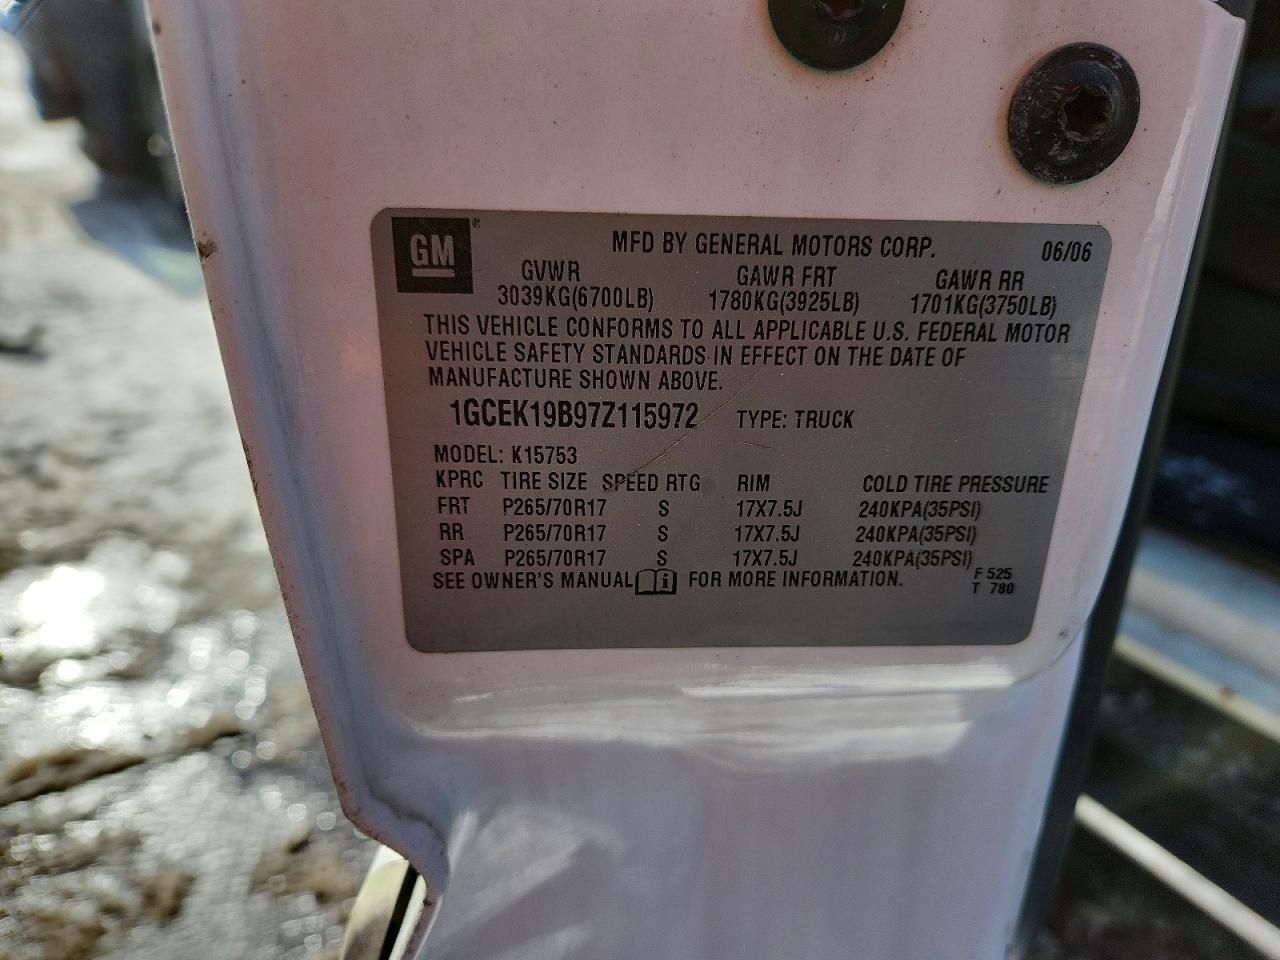 GM ®
MFD BY GENERAL MOTORS CORP. 06/06
GVWR GAWR FRT GAWR RR
3039KG(6700LB) 1780KG(3925LB) 1701KG(3750LB)
THIS VEHICLE CONFORMS TO ALL APPLICABLE U.S. FEDERAL MOTOR
VEHICLE SAFETY STANDARDS IN EFFECT ON THE DATE OF
MANUFACTURE SHOWN ABOVE.
1GCEK19B97Z115972 TYPE: TRUCK
MODEL: K15753
KPRC TIRE SIZE SPEED RTG RIM COLD TIRE PRESSURE
FRT P265/70R17 S 17X7.5J 240KPA(35PSI)
RR P265/70R17 S 17X7.5J 240KPA(35PSI)
SPA P265/70R17 S 17X7.5J 240KPA(35PSI)
SEE OWNER'S MANUAL i FOR MORE INFORMATION. F 525
T 780